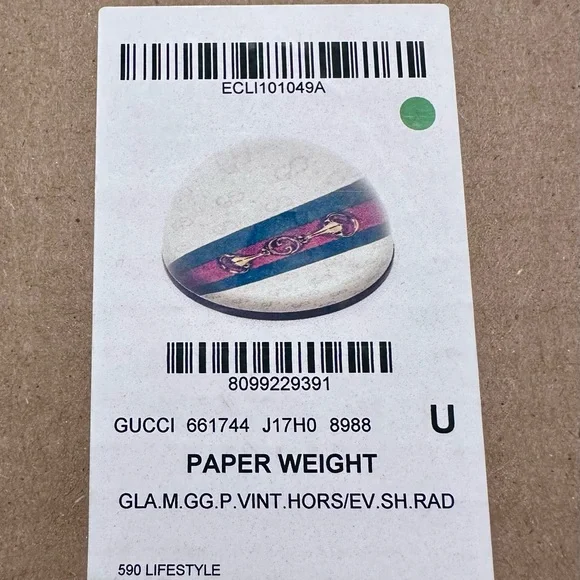 ECLI101049A
8099229391
GUCCI 661744 J17H0 8988 U
PAPER WEIGHT
GLA.M.GG.P.VINT.HORS/EV.SH.RAD
590 LIFESTYLE